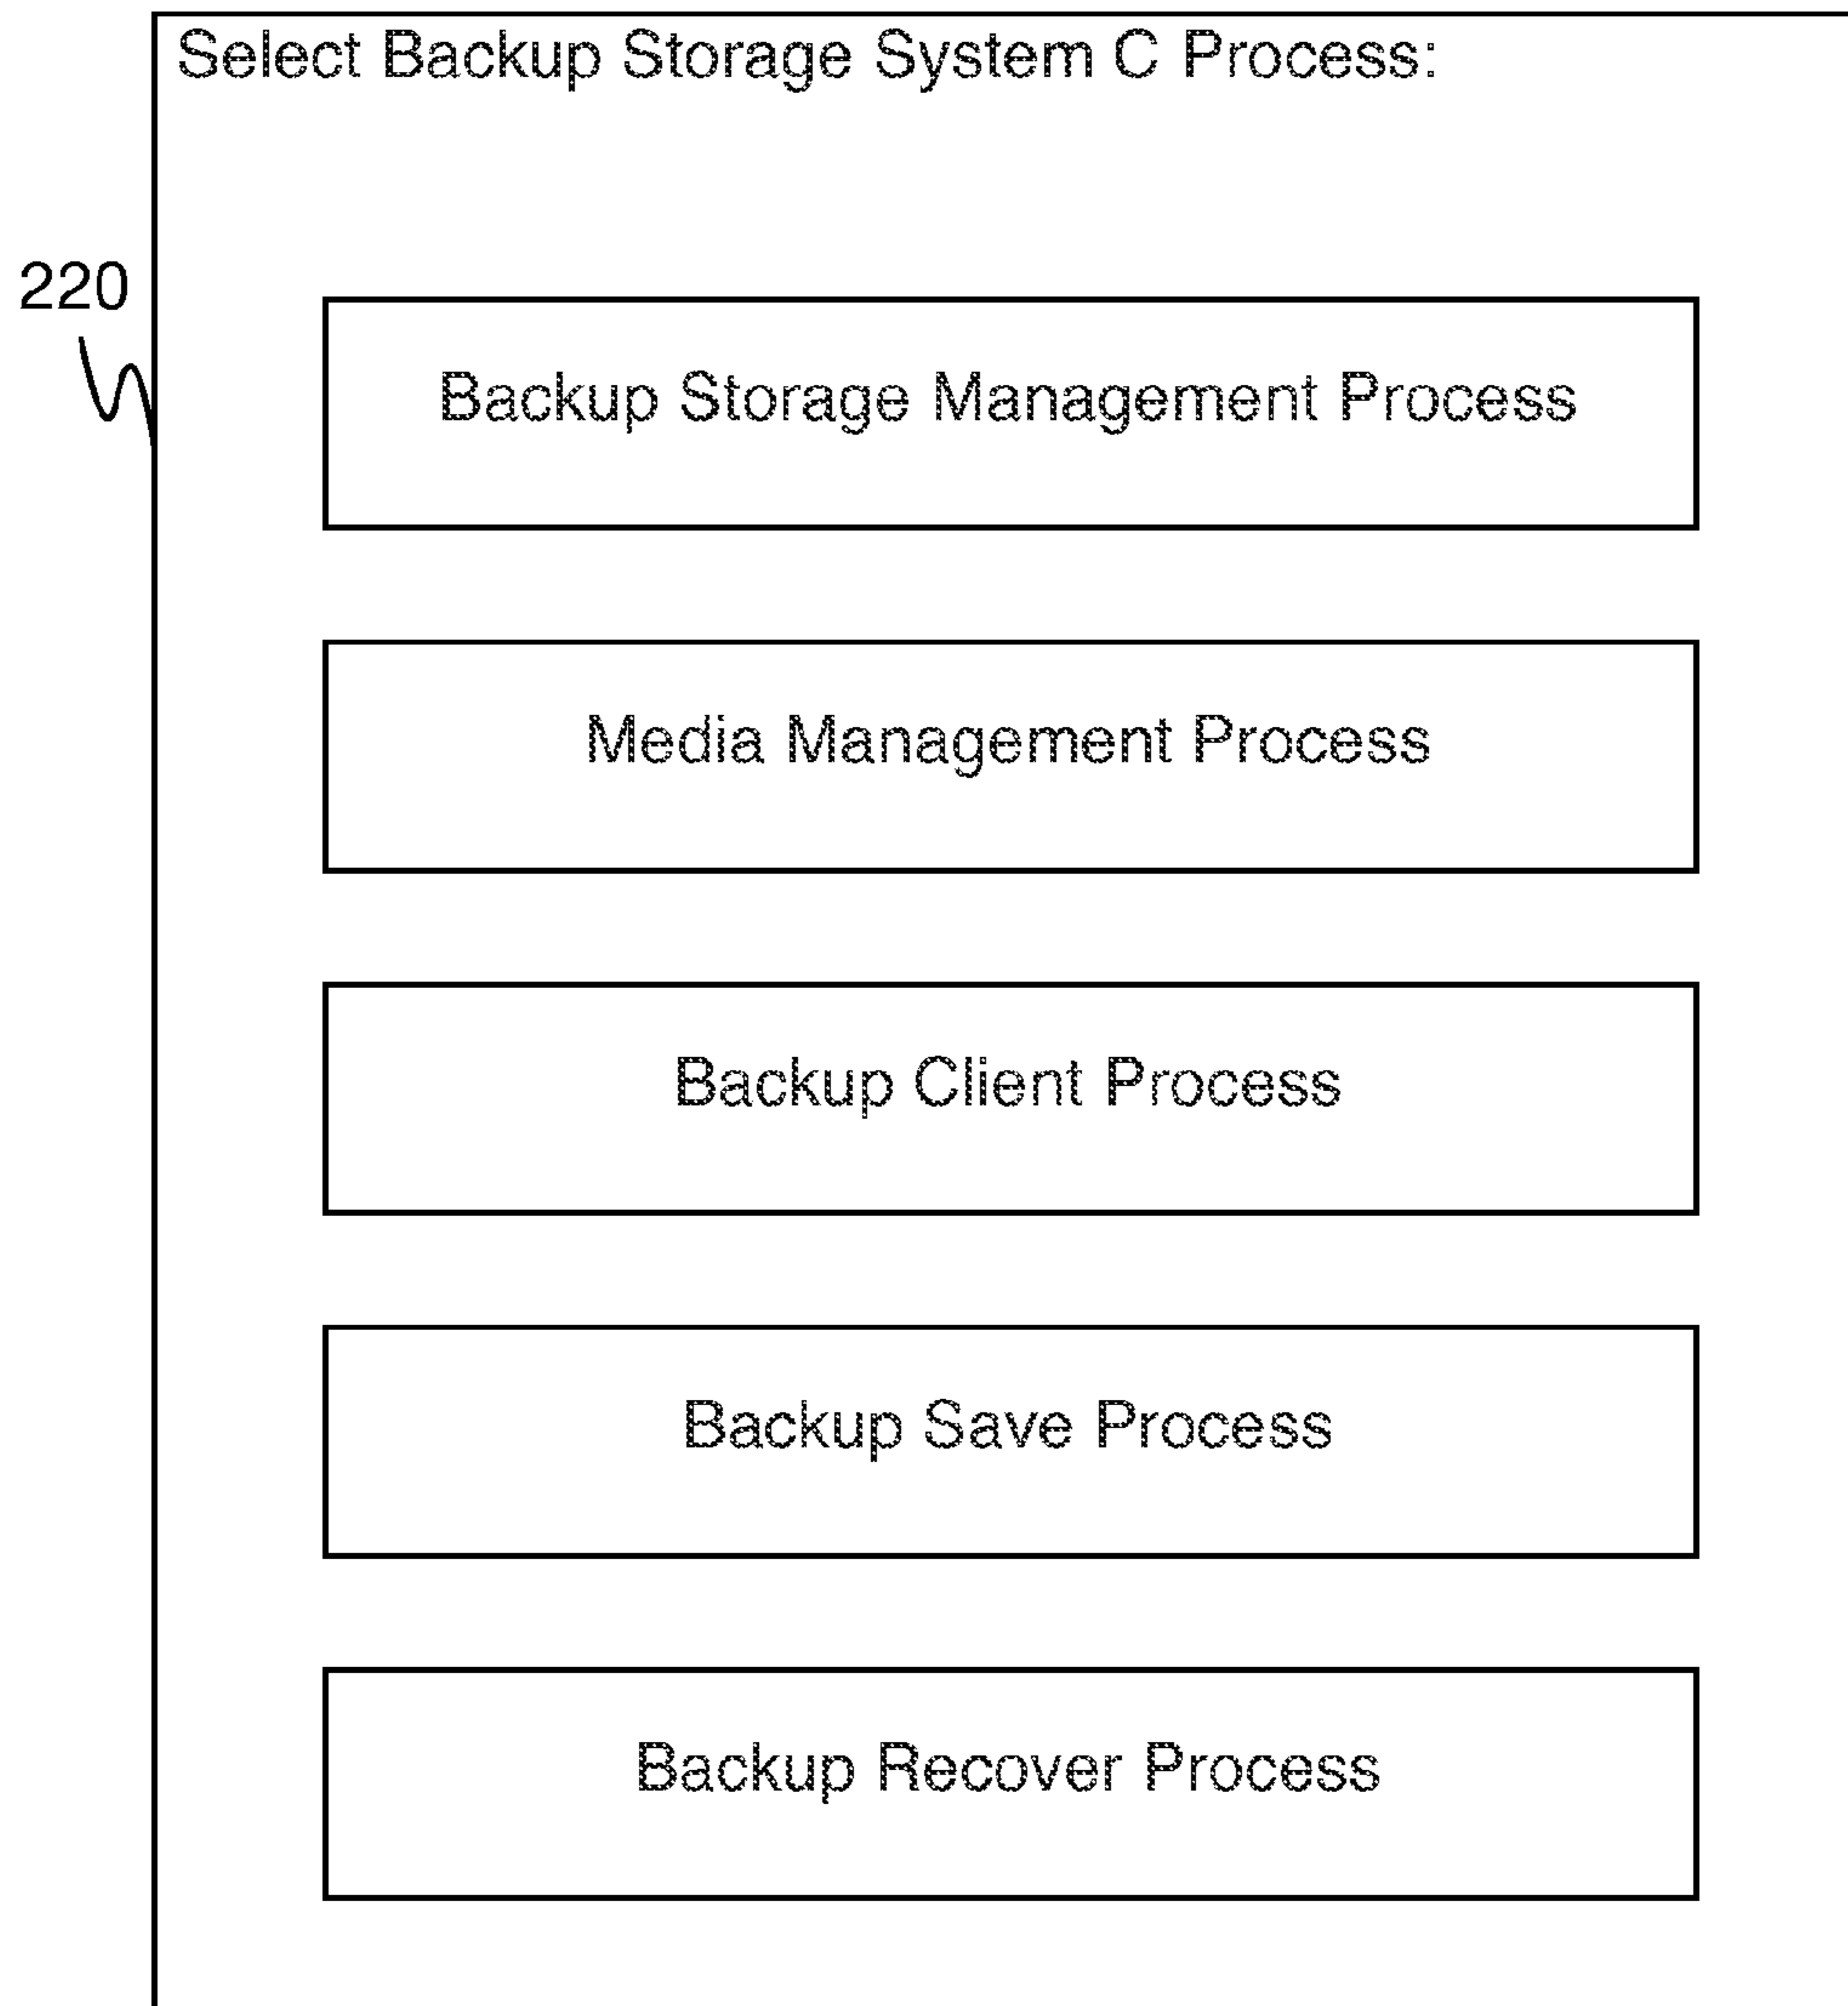 Select Backup Storage System C Process:
220
Backup Storage Management Process
Media Management Process
Backup Client Process
Backup Save Process
Backup Recover Process